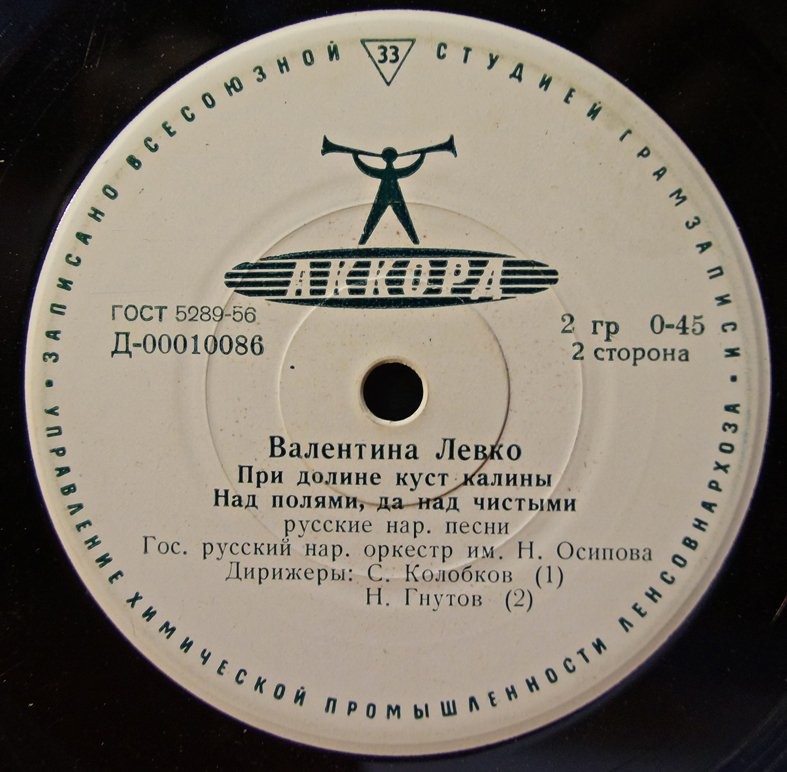 ЗАПИСАНО ВСЕСОЮЗНОЙ СТУДИЕЙ ГРАМЗАПИСИ
33
АККОРД
ГОСТ 5289-56
Д-00010086
2 гр 0-45
2 сторона
Валентина Левко
При долине куст калины
Над полями, да над чистыми
русские нар. песни
Гос. русский нар. оркестр им. Н. Осипова
Дирижеры: С. Колобков (1)
Н. Гнутов (2)
УПРАВЛЕНИЕ ХИМИЧЕСКОЙ ПРОМЫШЛЕННОСТИ ЛЕНСОВНАРХОЗА